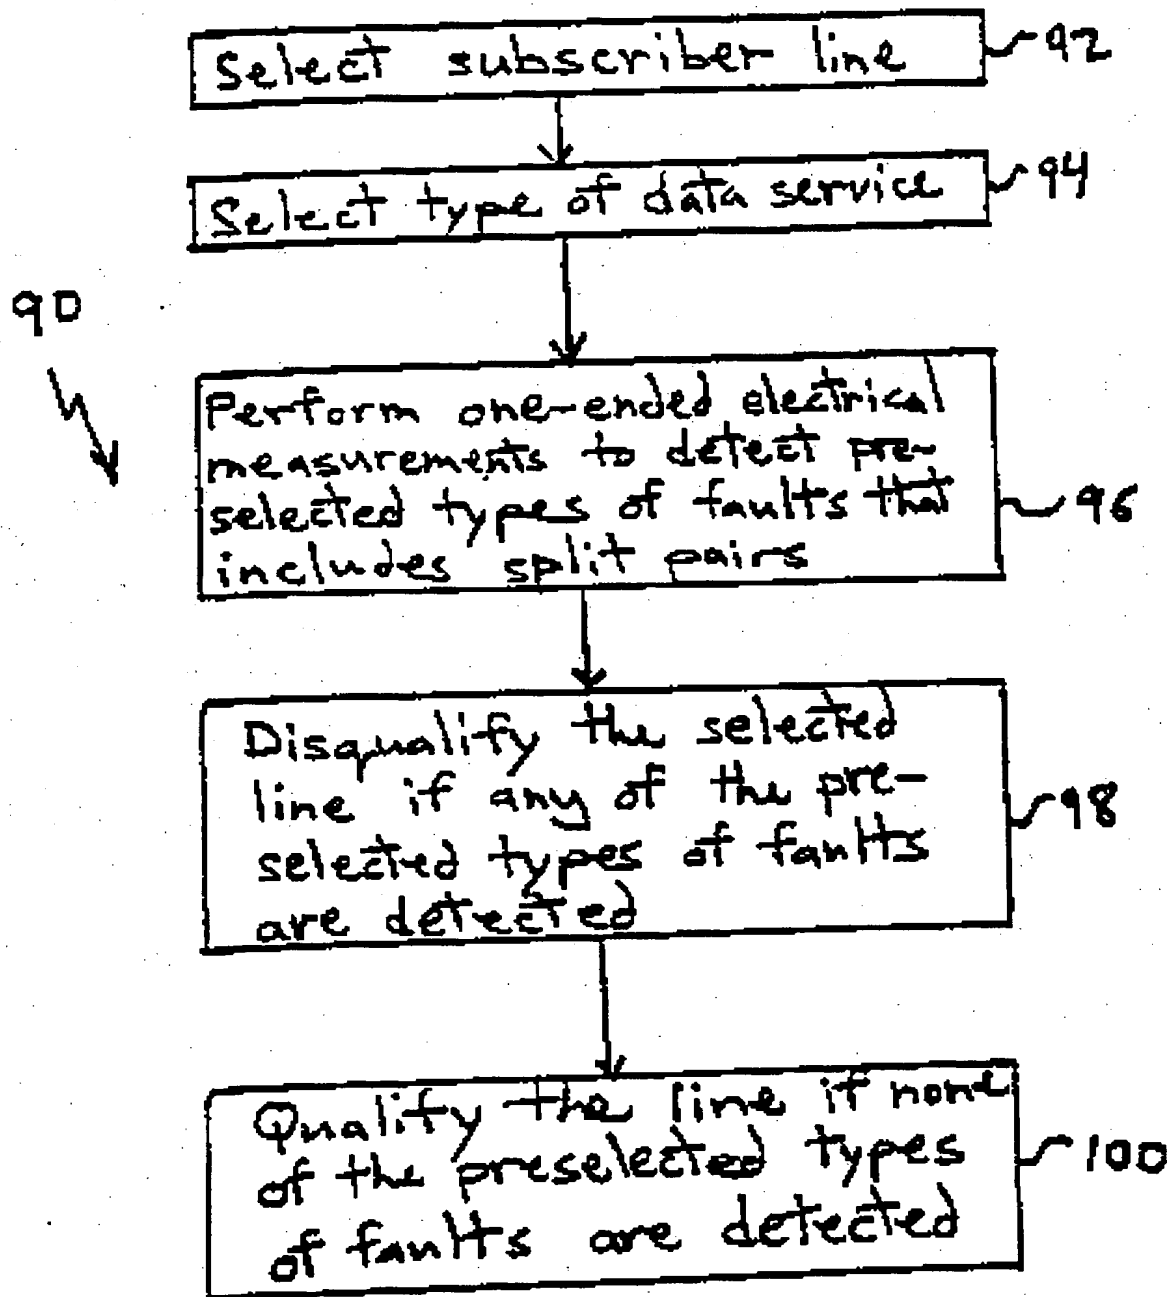 Select subscriber line
92
Select type of data service
94
90
Perform one-ended electrical
measurements to detect pre-
selected types of faults that
includes split pairs
96
Disqualify the selected
line if any of the pre-
selected types of faults
are detected
98
Qualify the line if none
of the preselected types
of faults are detected
100